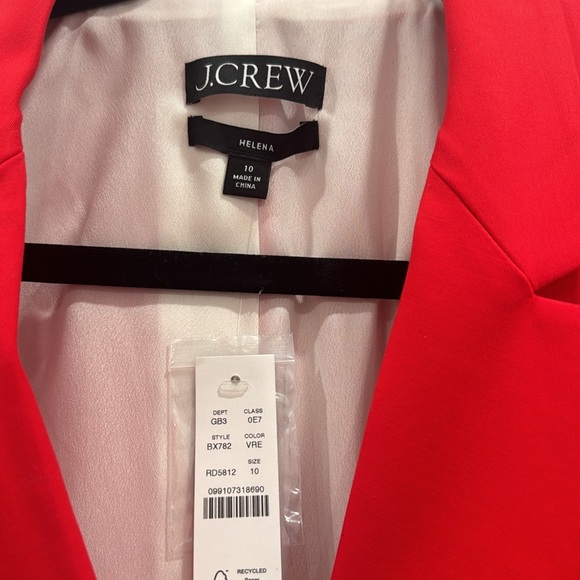 J.CREW
HELENA
10
MADE IN
CHINA
DEPT CLASS
GB3 0E7
STYLE COLOR
BX782 VRE
SIZE
RD5812 10
099107318690
RECYCLED
Paper